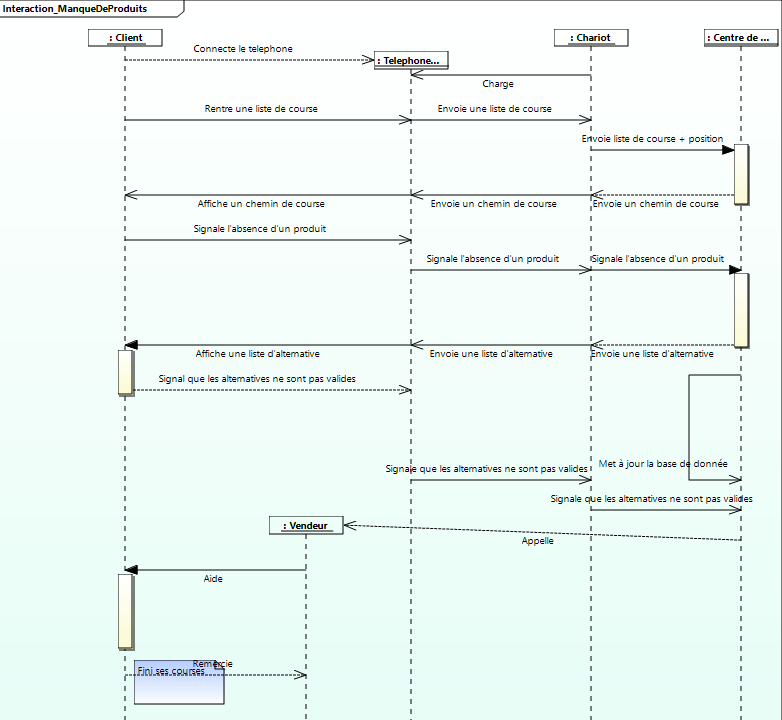 Interaction_ManqueDeProduits
: Client
: Chariot
: Centre de ...
Connecte le telephone
: Telephone...
Charge
Rentre une liste de course
Envoie une liste de course
Envoie liste de course + position
Affiche un chemin de course
Envoie un chemin de course
Envoie un chemin de course
Signale l'absence d'un produit
Signale l'absence d'un produit
Signale l'absence d'un produit
Affiche une liste d'alternative
Envoie une liste d'alternative
Envoie une liste d'alternative
Signal que les alternatives ne sont pas valides
Signale que les alternatives ne sont pas valides
Met à jour la base de donnée
Signale que les alternatives ne sont pas valides
: Vendeur
Appelle
Aide
Remercie
Fini ses courses